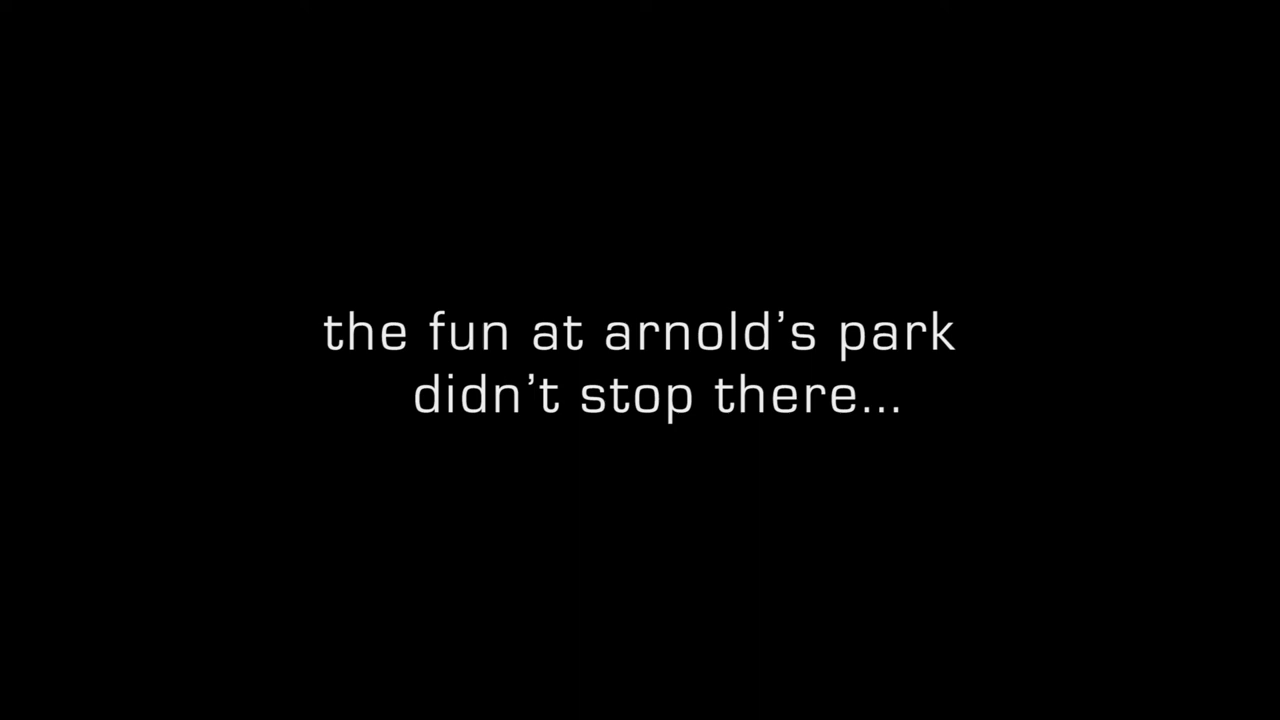 the fun at arnold’s park
didn’t stop there...